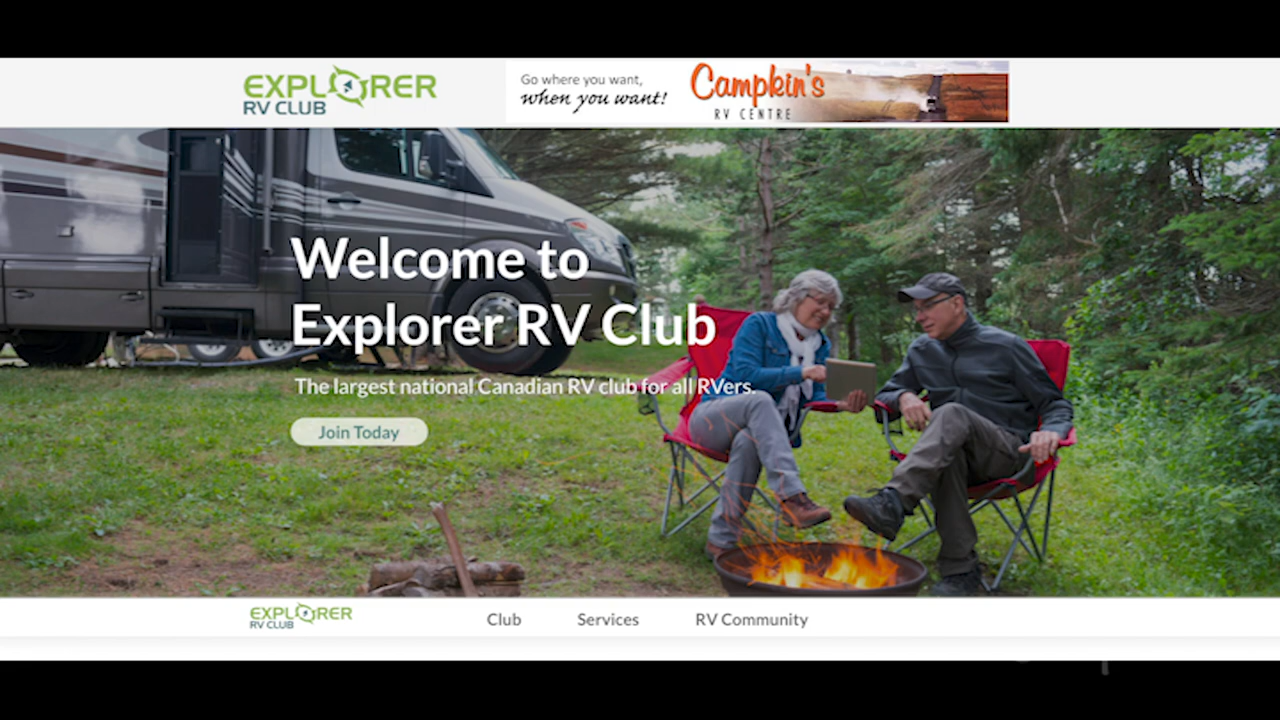 EXPLORER
RV CLUB
Go where you want,
when you want!
Campkin's
RV CENTRE
Welcome to
Explorer RV Club
The largest national Canadian RV club for all RVers.
Join Today
EXPLORER
RV CLUB
Club
Services
RV Community